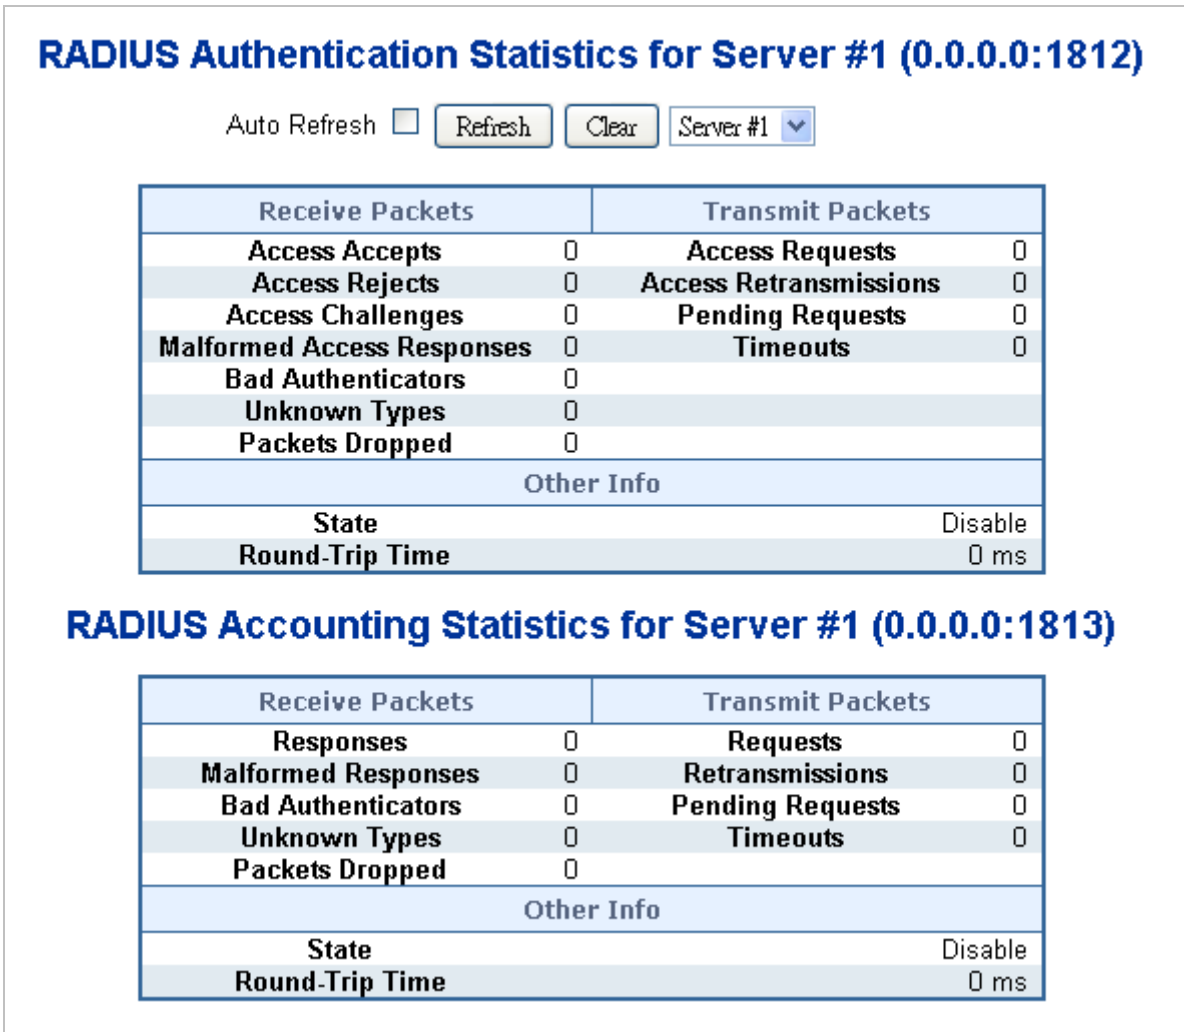 RADIUS Authentication Statistics for Server #1 (0.0.0.0:1812)
Auto Refresh Refresh Clear Server #1
Receive Packets Transmit Packets
Access Accepts 0 Access Requests 0
Access Rejects 0 Access Retransmissions 0
Access Challenges 0 Pending Requests 0
Malformed Access Responses 0 Timeouts 0
Bad Authenticators 0
Unknown Types 0
Packets Dropped 0
Other Info
State Disable
Round-Trip Time 0 ms
RADIUS Accounting Statistics for Server #1 (0.0.0.0:1813)
Receive Packets Transmit Packets
Responses 0 Requests 0
Malformed Responses 0 Retransmissions 0
Bad Authenticators 0 Pending Requests 0
Unknown Types 0 Timeouts 0
Packets Dropped 0
Other Info
State Disable
Round-Trip Time 0 ms